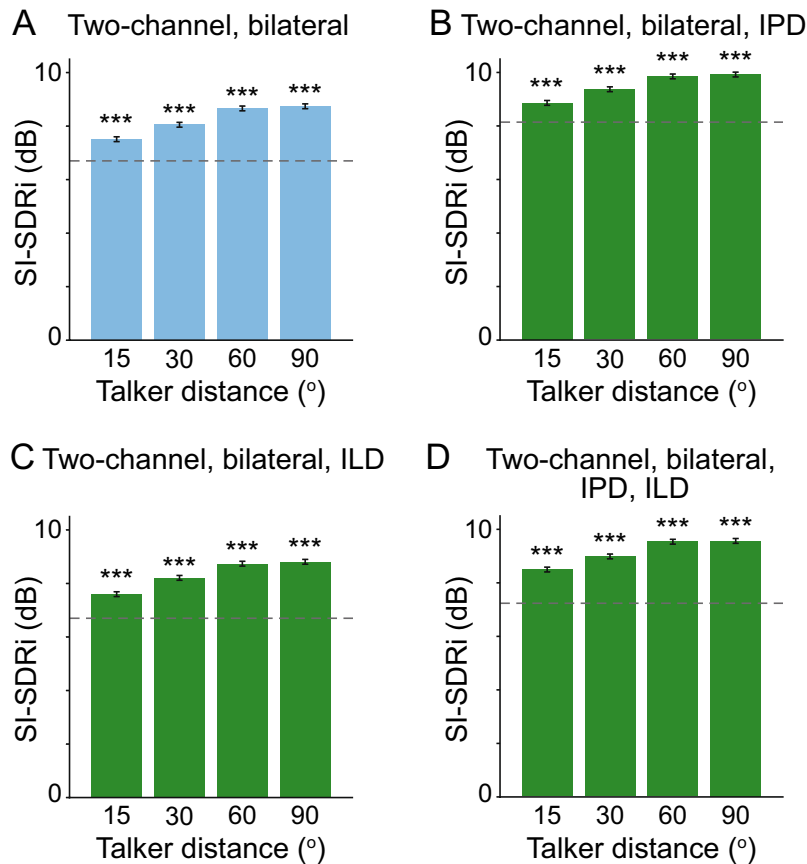 A Two-channel, bilateral
10
SI-SDRi (dB)
0
*** *** *** ***
15 30 60 90
Talker distance (o)
B Two-channel, bilateral, IPD
10
SI-SDRi (dB)
0
*** *** *** ***
15 30 60 90
Talker distance (o)
C Two-channel, bilateral, ILD
10
SI-SDRi (dB)
0
*** *** *** ***
15 30 60 90
Talker distance (o)
D Two-channel, bilateral,
IPD, ILD
10
SI-SDRi (dB)
0
*** *** *** ***
15 30 60 90
Talker distance (o)